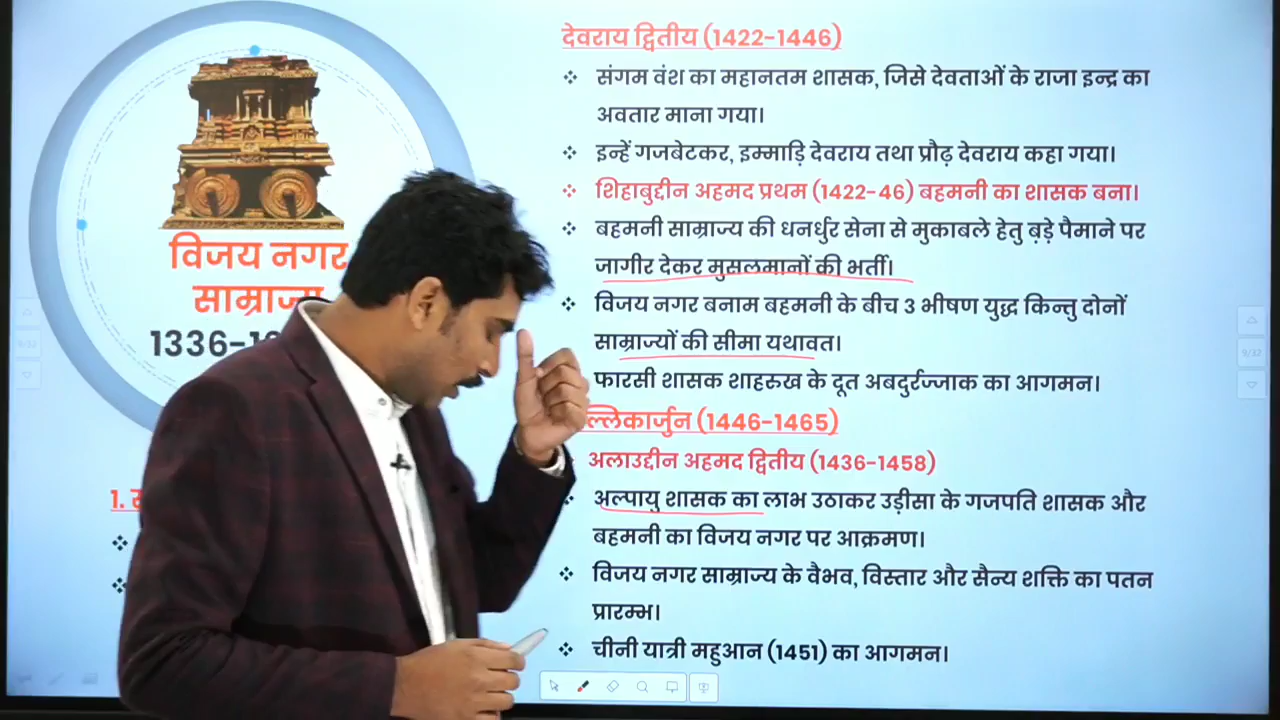 विजय नगर
साम्राज्य
1336-1
1.
देवराय द्वितीय (1422-1446)
❖ संगम वंश का महानतम शासक, जिसे देवताओं के राजा इन्द्र का
अवतार माना गया।
❖ इन्हें गजबेटकर, इम्माड़ि देवराय तथा प्रौढ़ देवराय कहा गया।
❖ शिहाबुद्दीन अहमद प्रथम (1422-46) बहमनी का शासक बना।
❖ बहमनी साम्राज्य की धनर्धुर सेना से मुकाबले हेतु बड़े पैमाने पर
जागीर देकर मुसलमानों की भर्ती।
❖ विजय नगर बनाम बहमनी के बीच 3 भीषण युद्ध किन्तु दोनों
साम्राज्यों की सीमा यथावत।
फारसी शासक शाहरुख के दूत अबदुर्रज्जाक का आगमन।
ल्लिकार्जुन (1446-1465)
अलाउद्दीन अहमद द्वितीय (1436-1458)
❖ अल्पायु शासक का लाभ उठाकर उड़ीसा के गजपति शासक और
बहमनी का विजय नगर पर आक्रमण।
❖ विजय नगर साम्राज्य के वैभव, विस्तार और सैन्य शक्ति का पतन
प्रारम्भ।
❖ चीनी यात्री महुआन (1451) का आगमन।
9/32